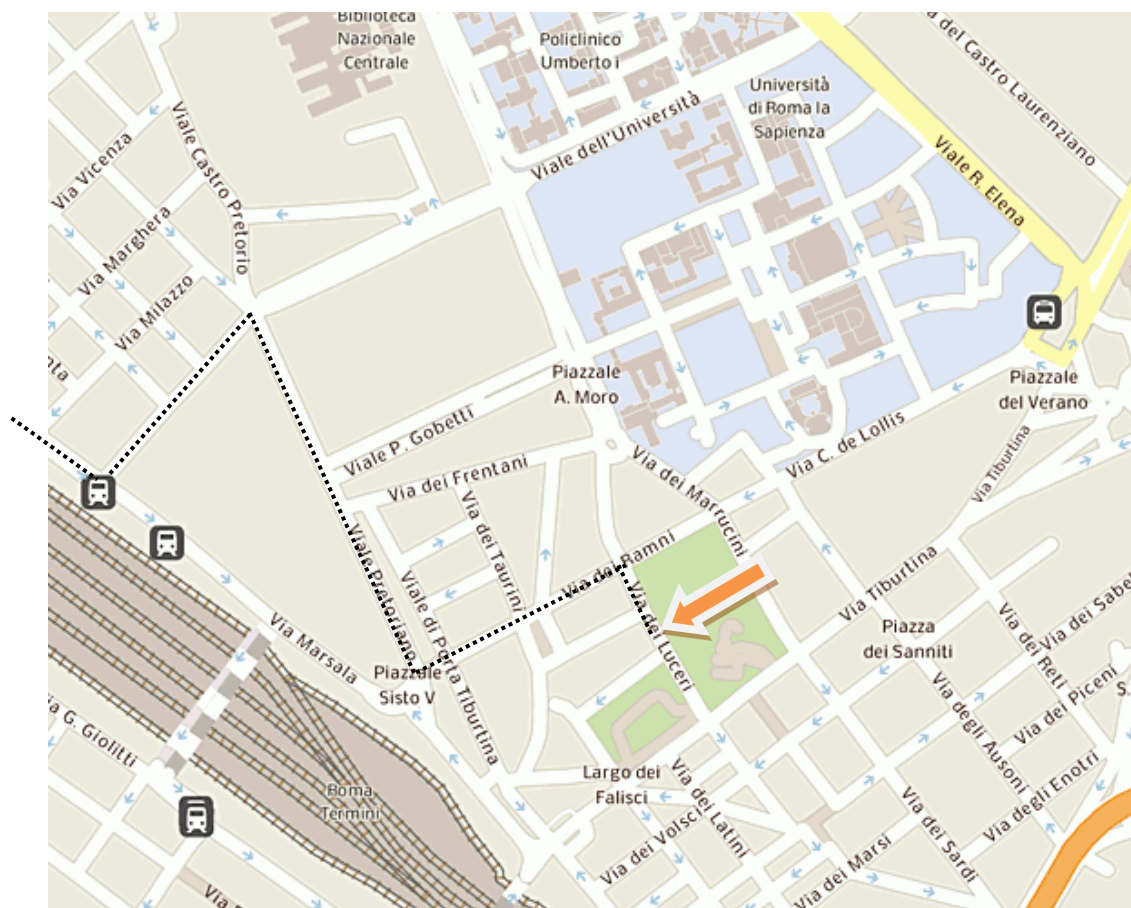 Biblioteca
Nazionale
Centrale
Policlinico
Umberto i
Università
di Roma la
Sapienza
a del Castro Laurenziano
Viale Castro Pretorio
Via Vicenza
Viale dell'Università
Viale R. Elena
Via Marghera
Via Milazzo
nta
Piazzale
A. Moro
Piazzale
del Verano
Viale P. Gobetti
Via C. de Lollis
Via dei Frentani
Via dei Marrucini
Via Tiburtina
Via dei Taurini
Via dei Ramni
Viale Pretoriano
Viale di Porta Tiburtina
Via dei Luceri
Via Tiburtina
Via dei Sabe
Via Marsala
Piazzale
Sisto V
Piazza
dei Sanniti
Via dei Reti
Via dei Piceni
S.
Via degli Ausoni
ia G. Giolitti
Roma
Termini
Largo dei
Falisci
Via dei Latini
Via dei Volsci
Via dei Sardi
Via degli Enotri
Via dei Marsi
Via